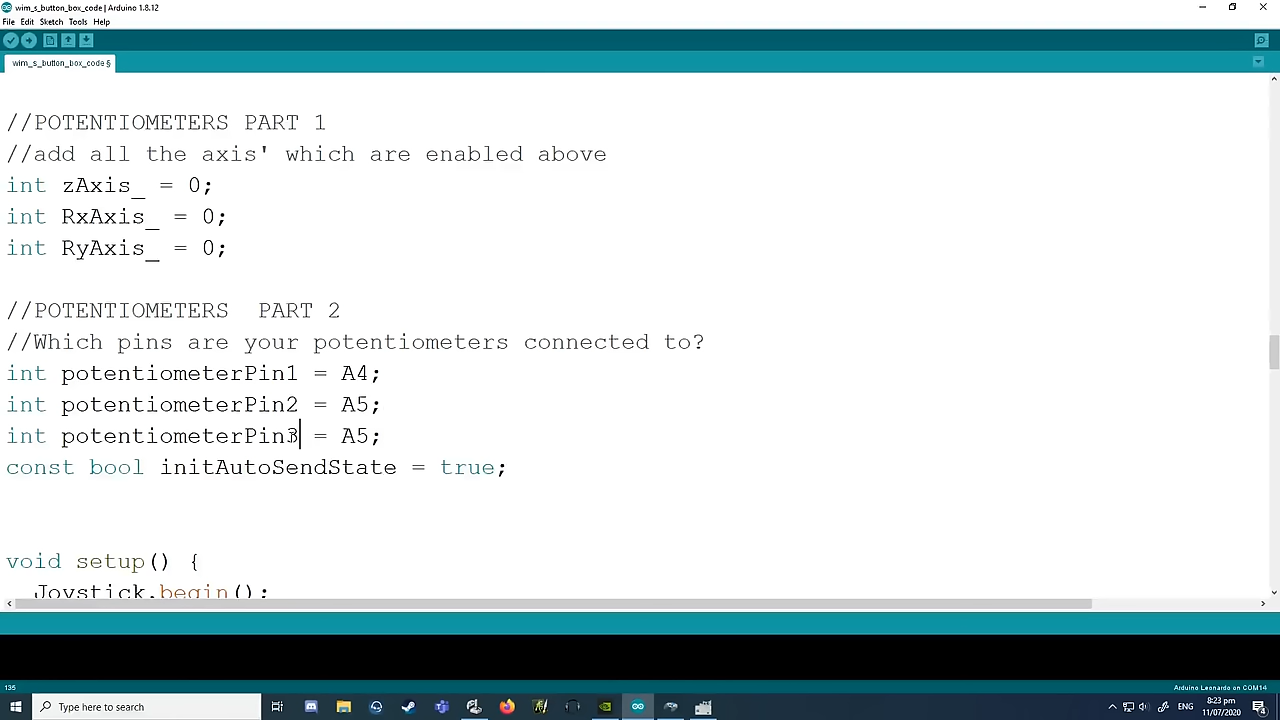 wim_s_button_box_code | Arduino 1.8.12
File Edit Sketch Tools Help
wim_s_button_box_code §
//POTENTIOMETERS PART 1
//add all the axis' which are enabled above
int zAxis_ = 0;
int RxAxis_ = 0;
int RyAxis_ = 0;
//POTENTIOMETERS  PART 2
//Which pins are your potentiometers connected to?
int potentiometerPin1 = A4;
int potentiometerPin2 = A5;
int potentiometerPin3 = A5;
const bool initAutoSendState = true;
void setup() {
Joystick.begin();
135
Arduino Leonardo on COM14
Type here to search
ENG
8:23 pm
11/07/2020